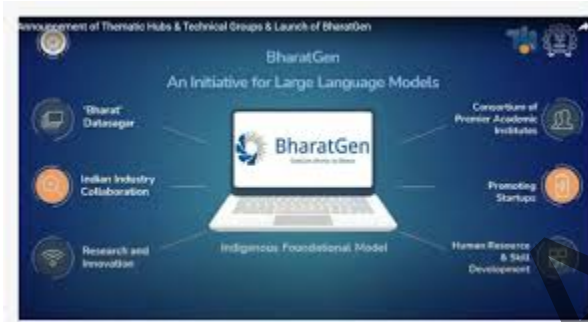 Announcement of Thematic Hubs & Technical Groups & Launch of BharatGen
BharatGen
An Initiative for Large Language Models
'Bharat'
Datasagar
Indian Industry
Collaboration
Research and
Innovation
BharatGen
Indigenous Foundational Model
Consortium of
Premier Academic
Institutes
Promoting
Startups
Human Resource
& Skill
Development